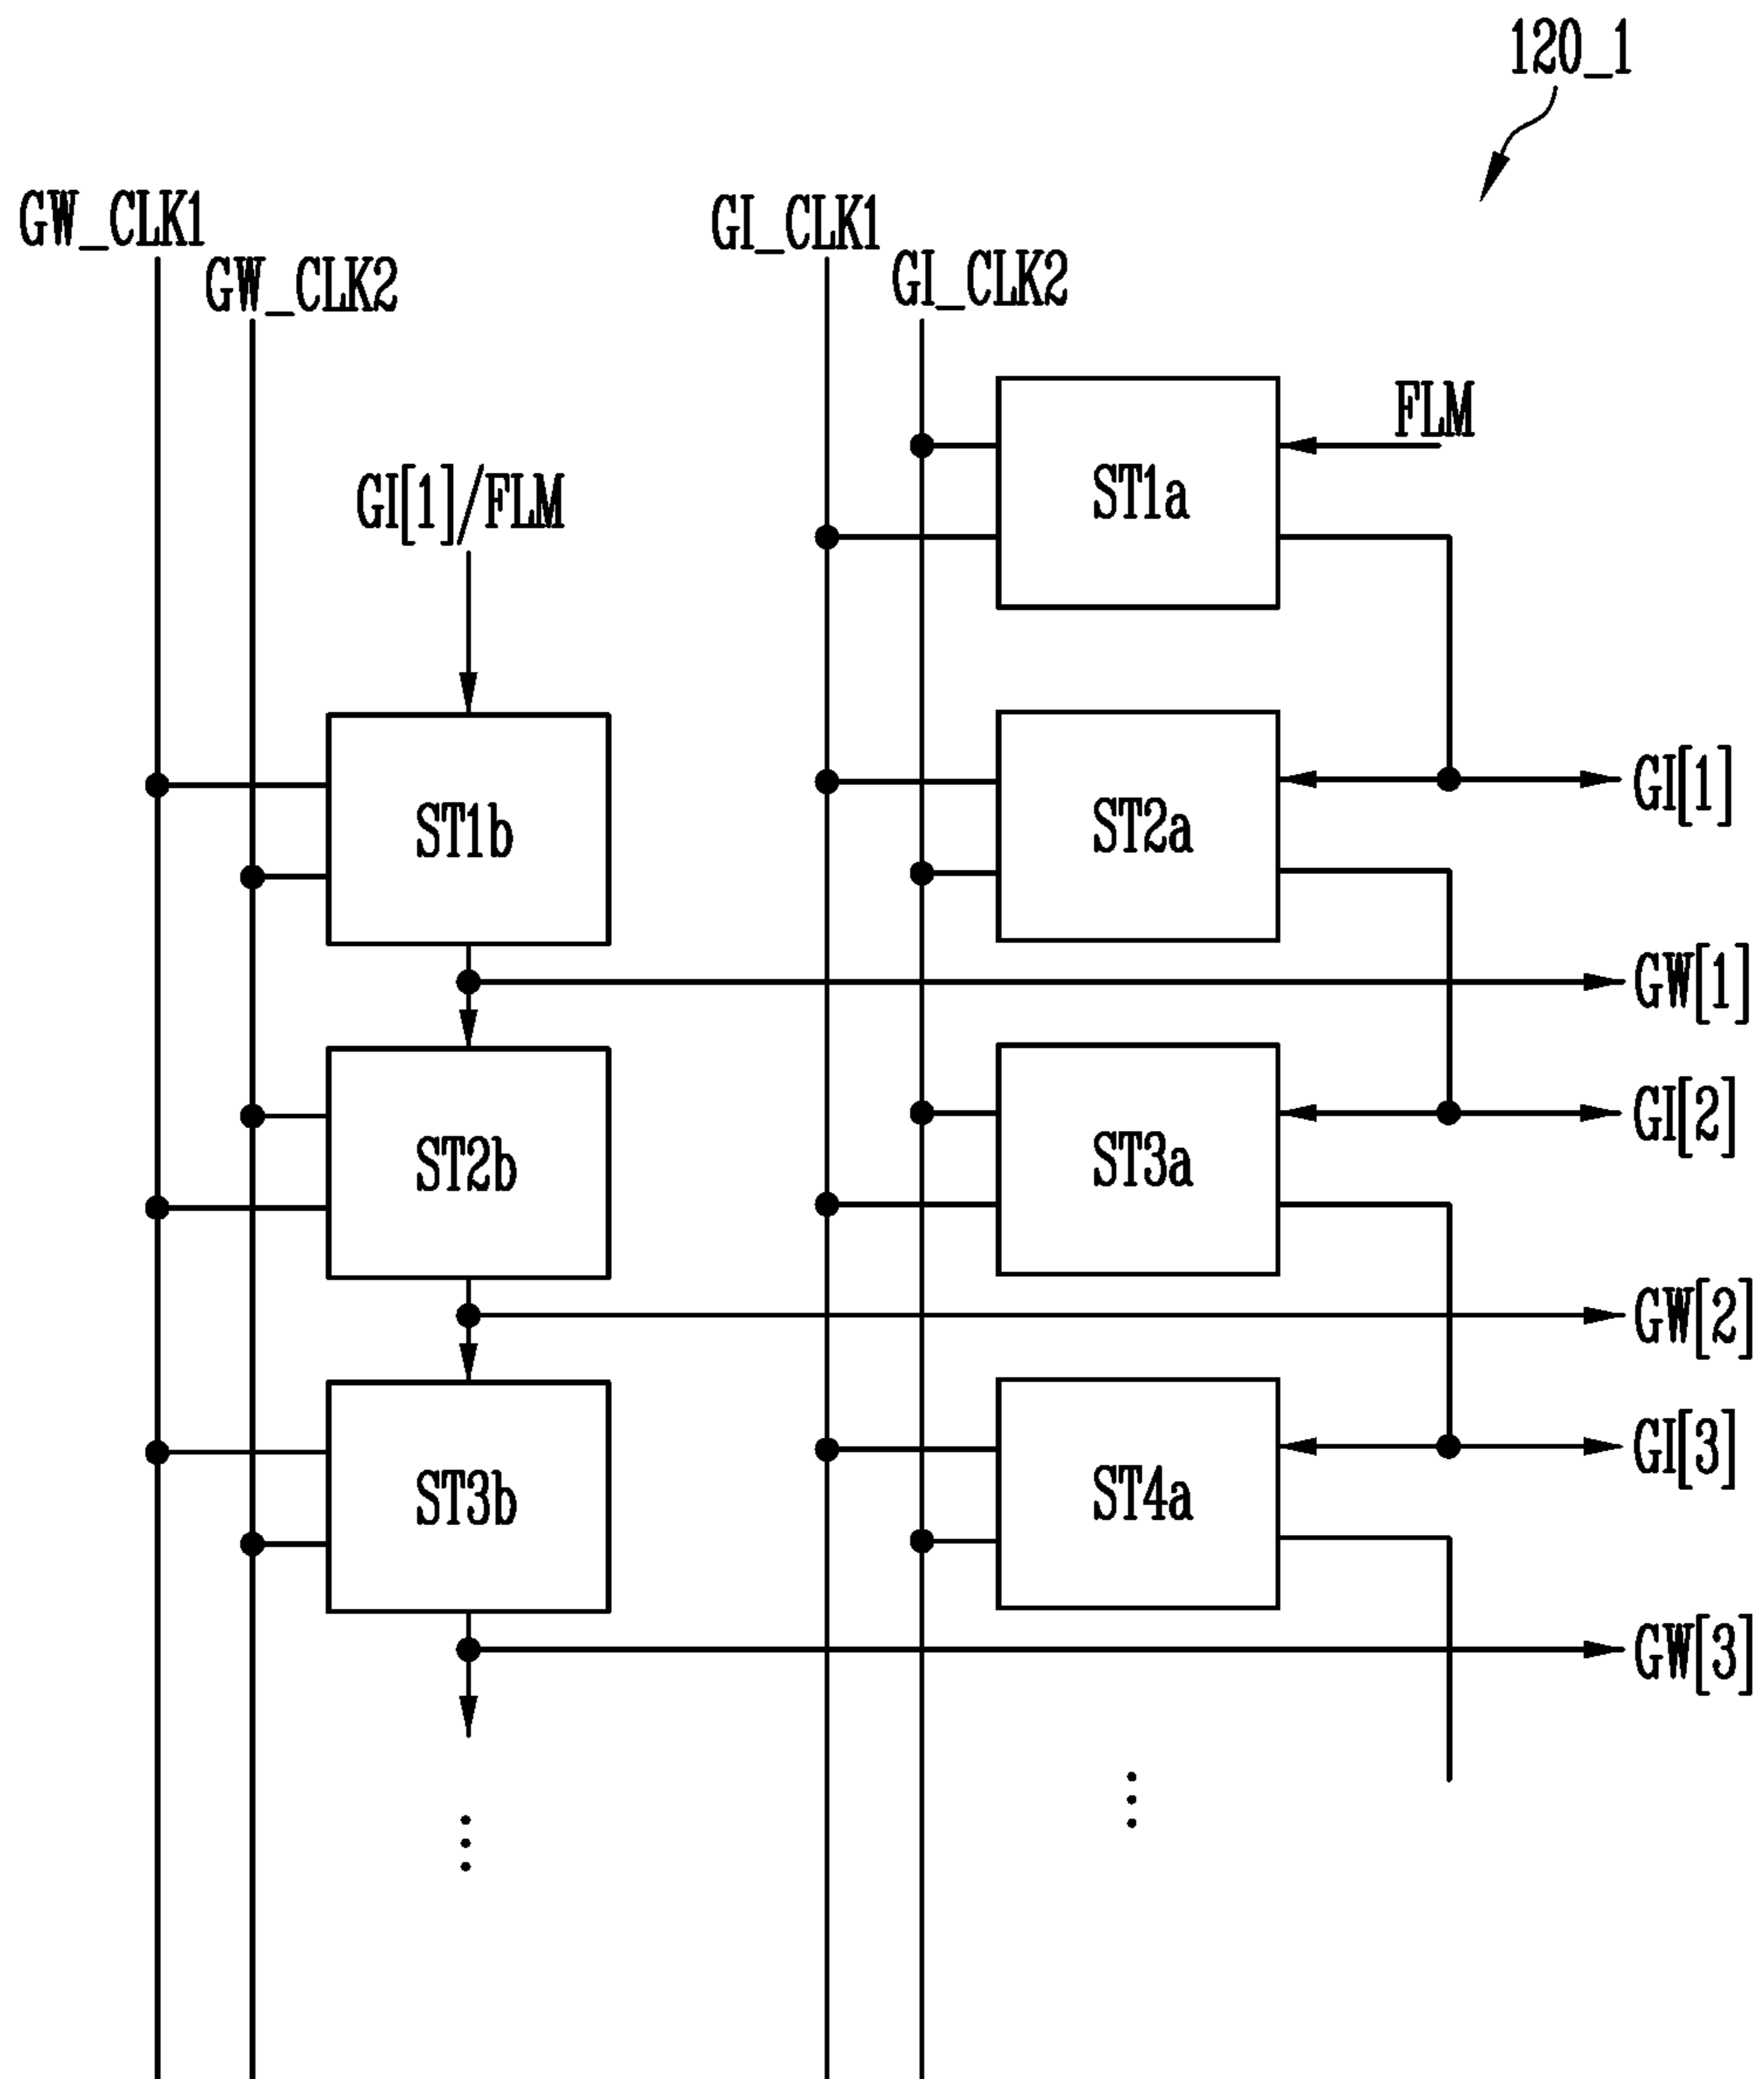 120_1
GW_CLK1
GI_CLK1
GW_CLK2
GI_CLK2
FLM
ST1a
GI[1]/FLM
GI[1]
ST1b
ST2a
GW[1]
GI[2]
ST2b
ST3a
GW[2]
GI[3]
ST3b
ST4a
GW[3]